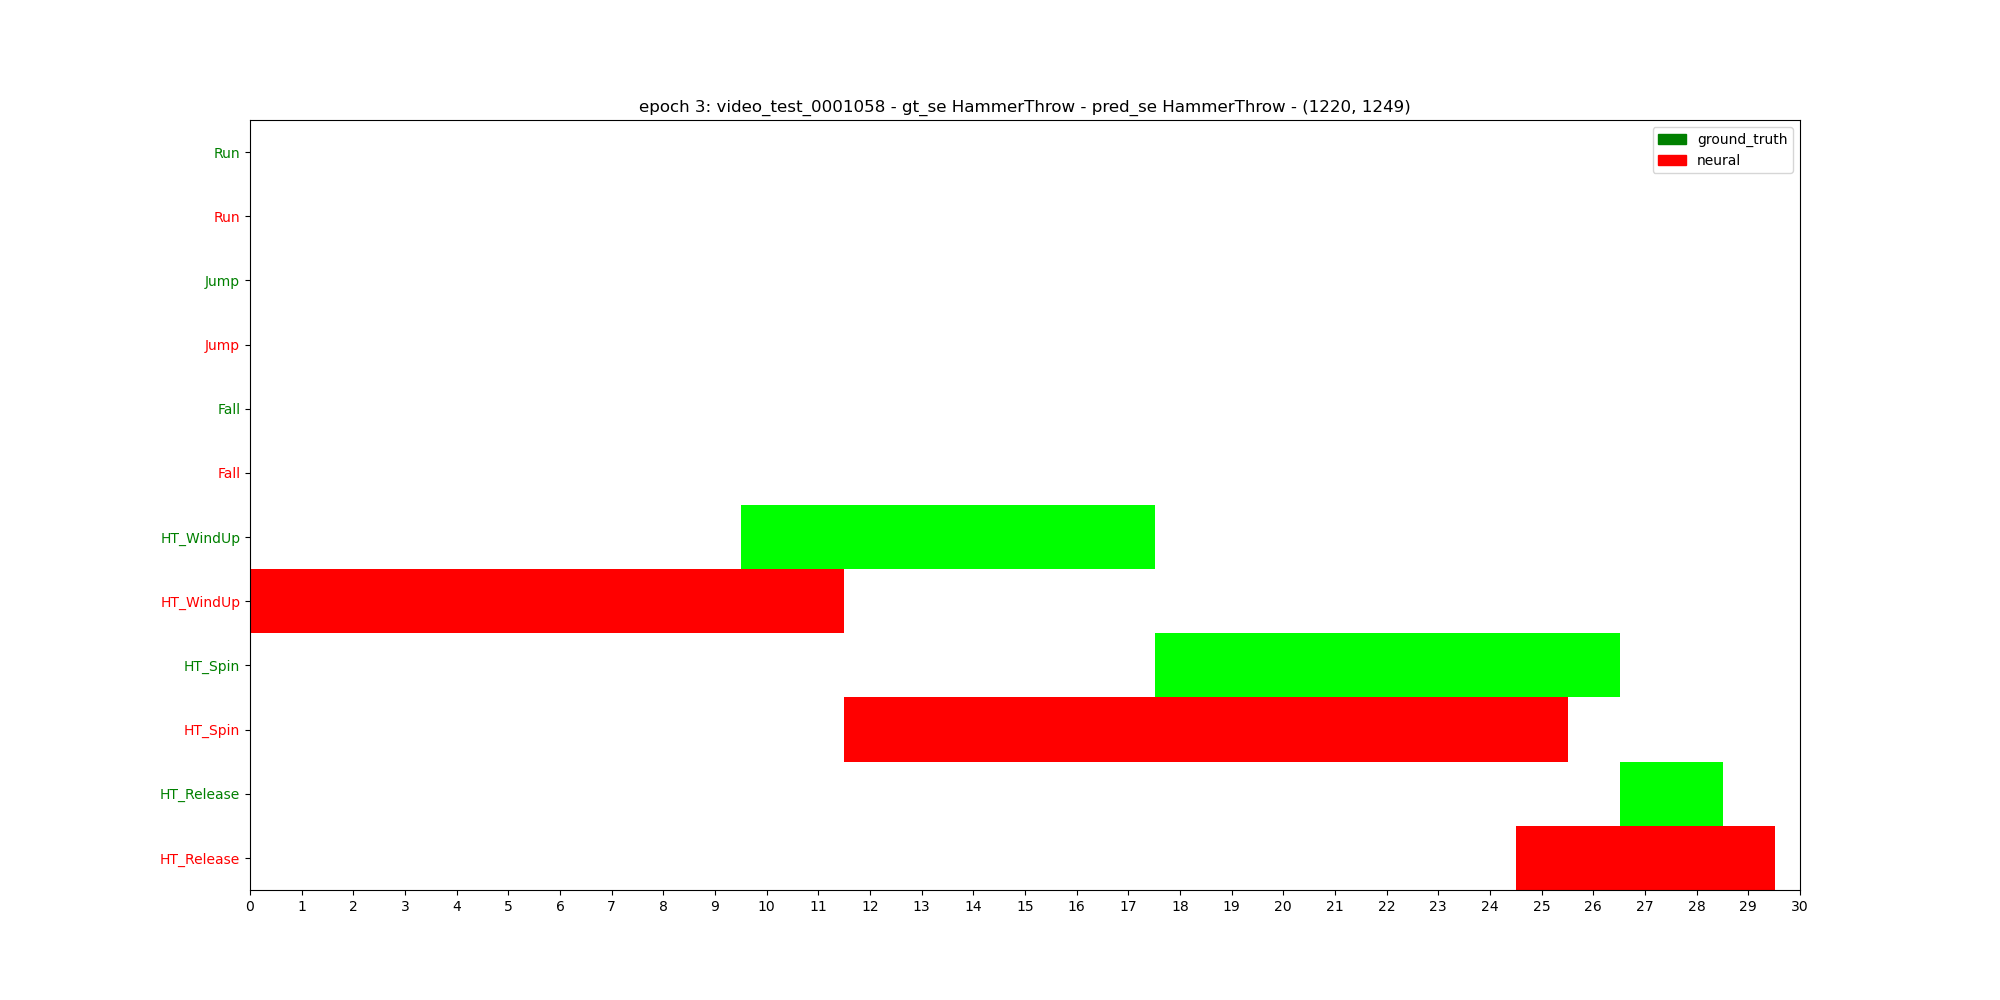 epoch 3: video_test_0001058 - gt_se HammerThrow - pred_se HammerThrow - (1220, 1249)
ground_truth
neural
Run
Run
Jump
Jump
Fall
Fall
HT_WindUp
HT_WindUp
HT_Spin
HT_Spin
HT_Release
HT_Release
0 1 2 3 4 5 6 7 8 9 10 11 12 13 14 15 16 17 18 19 20 21 22 23 24 25 26 27 28 29 30